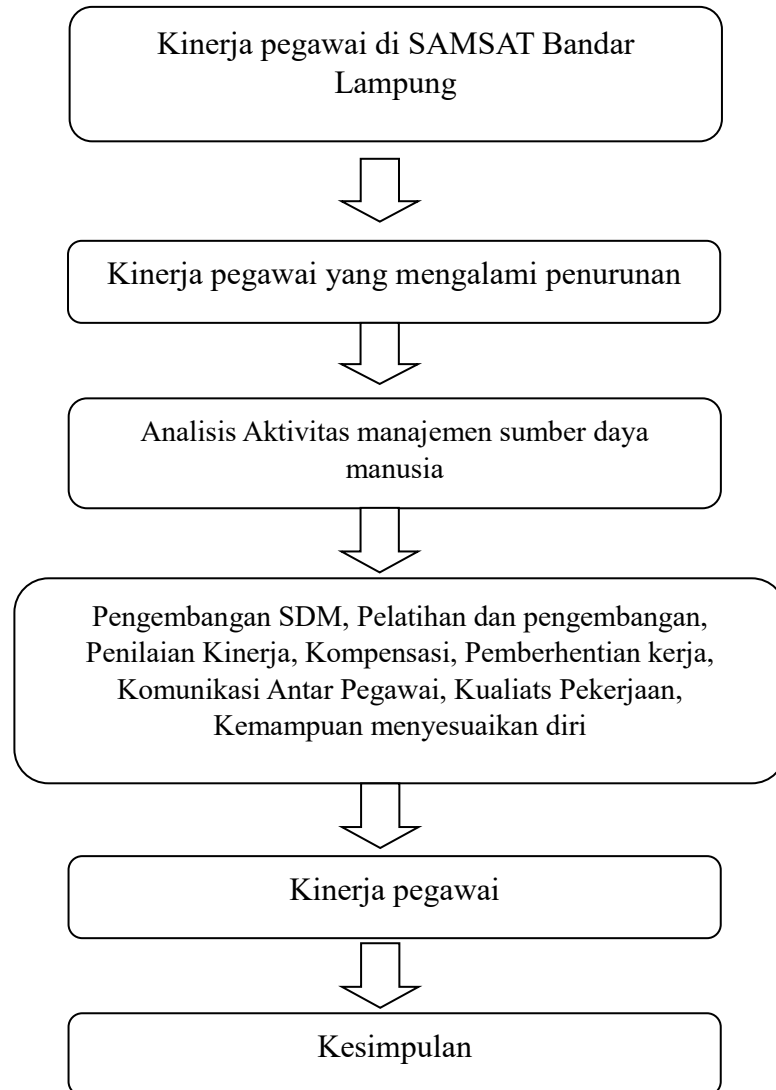 Kinerja pegawai di SAMSAT Bandar
Lampung
Kinerja pegawai yang mengalami penurunan
Analisis Aktivitas manajemen sumber daya
manusia
Pengembangan SDM, Pelatihan dan pengembangan,
Penilaian Kinerja, Kompensasi, Pemberhentian kerja,
Komunikasi Antar Pegawai, Kualiats Pekerjaan,
Kemampuan menyesuaikan diri
Kinerja pegawai
Kesimpulan